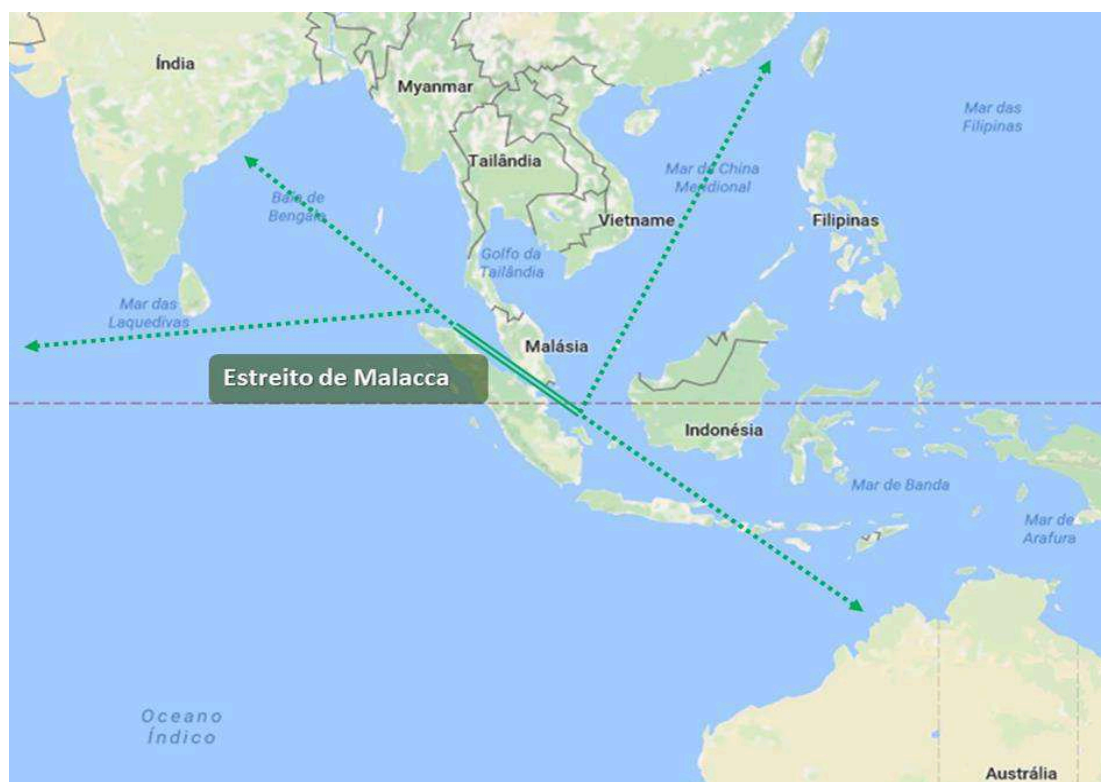 Índia
Myanmar
Mar das
Filipinas
Tailândia
Mar da China
Meridional
Baía de
Bengala
Vietname
Filipinas
Golfo da
Tailândia
Mar das
Laquedivas
Malásia
Estreito de Malacca
Indonésia
Mar de Banda
Mar de
Arafura
Oceano
Índico
Austrália